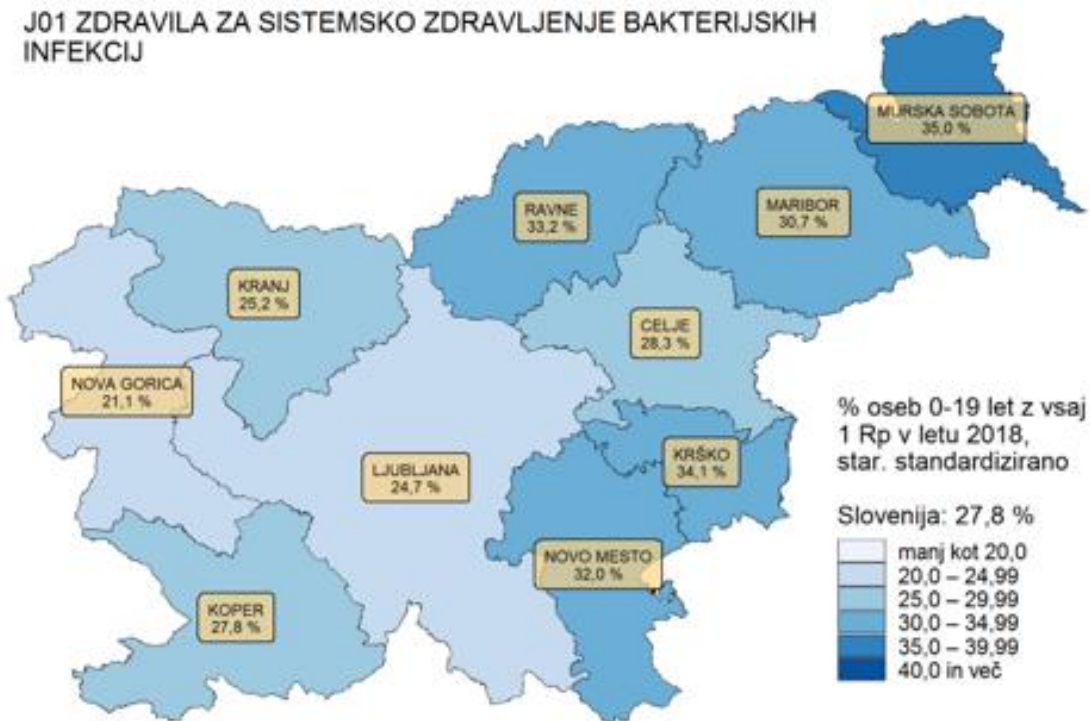 J01 ZDRAVILA ZA SISTEMSKO ZDRAVLJENJE BAKTERIJSKIH
INFEKCIJ
MURSKA SOBOTA
35,0 %
RAVNE
33,2 %
MARIBOR
30,7 %
KRANJ
25,2 %
CELJE
28,3 %
NOVA GORICA
21,1 %
LJUBLJANA
24,7 %
KRŠKO
34,1 %
NOVO MESTO
32,0 %
KOPER
27,8 %
% oseb 0-19 let z vsaj
1 Rp v letu 2018,
star. standardizirano
Slovenija: 27,8 %
manj kot 20,0
20,0 – 24,99
25,0 – 29,99
30,0 – 34,99
35,0 – 39,99
40,0 in več